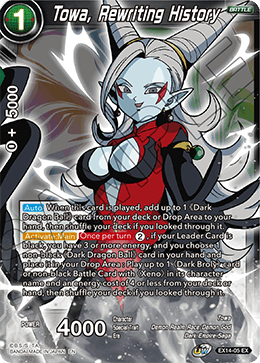 1
Towa, Rewriting History
BATTLE
0 + 5000
Auto When this card is played, add up to 1 《Dark
Dragon Ball》 card from your deck or Drop Area to your
hand, then shuffle your deck if you looked through it.
Activate: Main Once per turn 2, if your Leader Card is
black, you have 3 or more energy, and you choose 1
non-black 《Dark Dragon Ball》 card in your hand and
place it in your Drop Area : Play up to 1 《Dark Broly》 card
or non-black Battle Card with 《Xeno》 in its character
name and an energy cost of 4 or less from your deck or
hand, then shuffle your deck if you looked through it.
POWER 4000
Character Towa
Special Trait Demon Realm Race / Demon God
Era Dark Empire Saga
BANDAI MADE IN JAPAN EN
EX14-05 EX